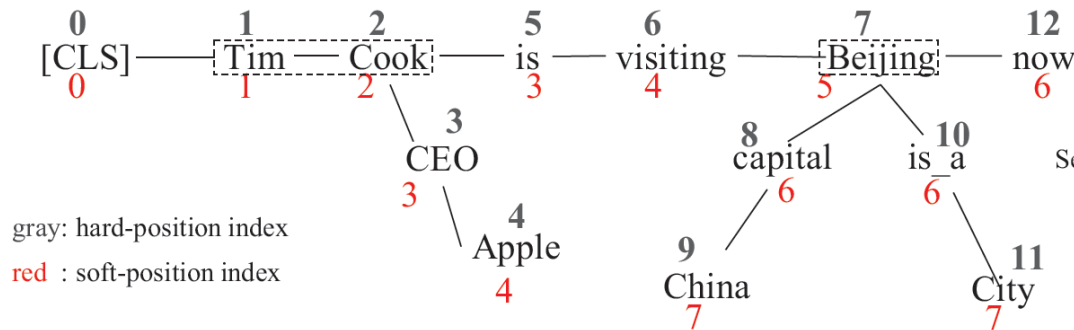 0 1 2 5 6 7 12
[CLS] Tim Cook is visiting Beijing now
0 1 2 3 4 5 6
3 8 10
CEO capital is_a Se
3 6 6
gray: hard-position index
4 9 11
Apple China City
red : soft-position index
4 7 7